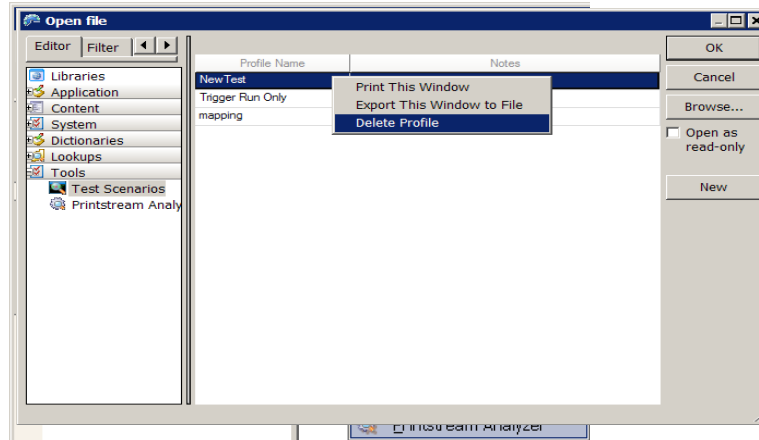 Open file
Editor Filter
OK
Profile Name Notes
Libraries
NewTest
Print This Window
Cancel
Application
Trigger Run Only
Export This Window to File
Browse...
Content
mapping
Delete Profile
System
Open as
read-only
Dictionaries
Lookups
Tools
Test Scenarios
New
Printstream Analy
Printstream Analyzer